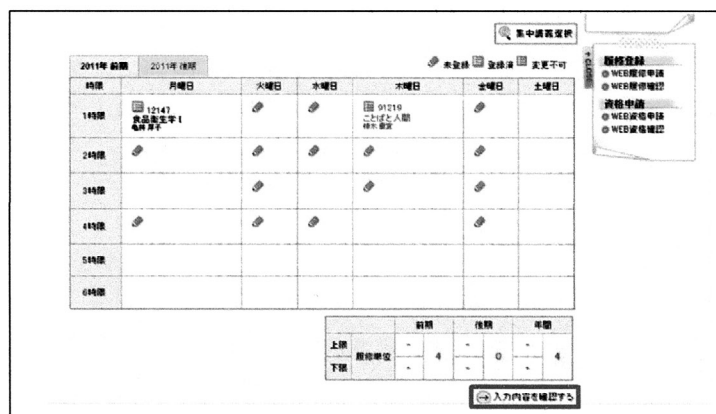 集中講義選択
2011年 前期 2011年 後期
未登録 登録済 変更不可
時限 月曜日 火曜日 水曜日 木曜日 金曜日 土曜日
1時限
12147
食品衛生学 I
91219
ことばと人間
2時限
3時限
4時限
5時限
6時限
前期 後期 年間
上限 履修単位 - 4 - 0 - 4
下限 - - -
入力内容を確認する
CLOSE
履修登録
WEB履修申請
WEB履修確認
資格申請
WEB資格申請
WEB資格確認